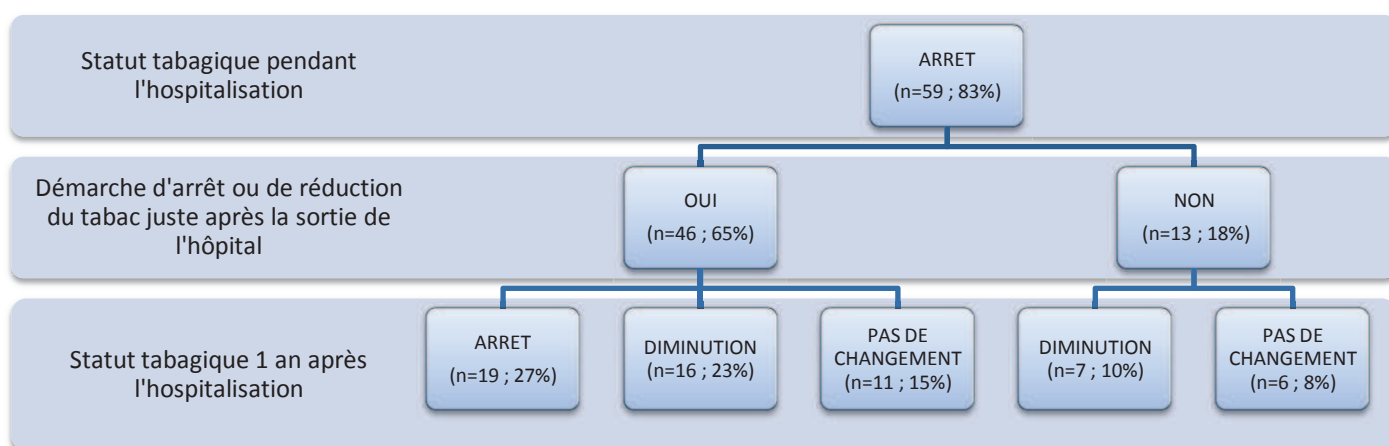 Statut tabagique pendant
l'hospitalisation
ARRET
(n=59 ; 83%)
Démarche d'arrêt ou de réduction
du tabac juste après la sortie de
l'hôpital
OUI
(n=46 ; 65%)
NON
(n=13 ; 18%)
Statut tabagique 1 an après
l'hospitalisation
ARRET
(n=19 ; 27%)
DIMINUTION
(n=16 ; 23%)
PAS DE
CHANGEMENT
(n=11 ; 15%)
DIMINUTION
(n=7 ; 10%)
PAS DE
CHANGEMENT
(n=6 ; 8%)